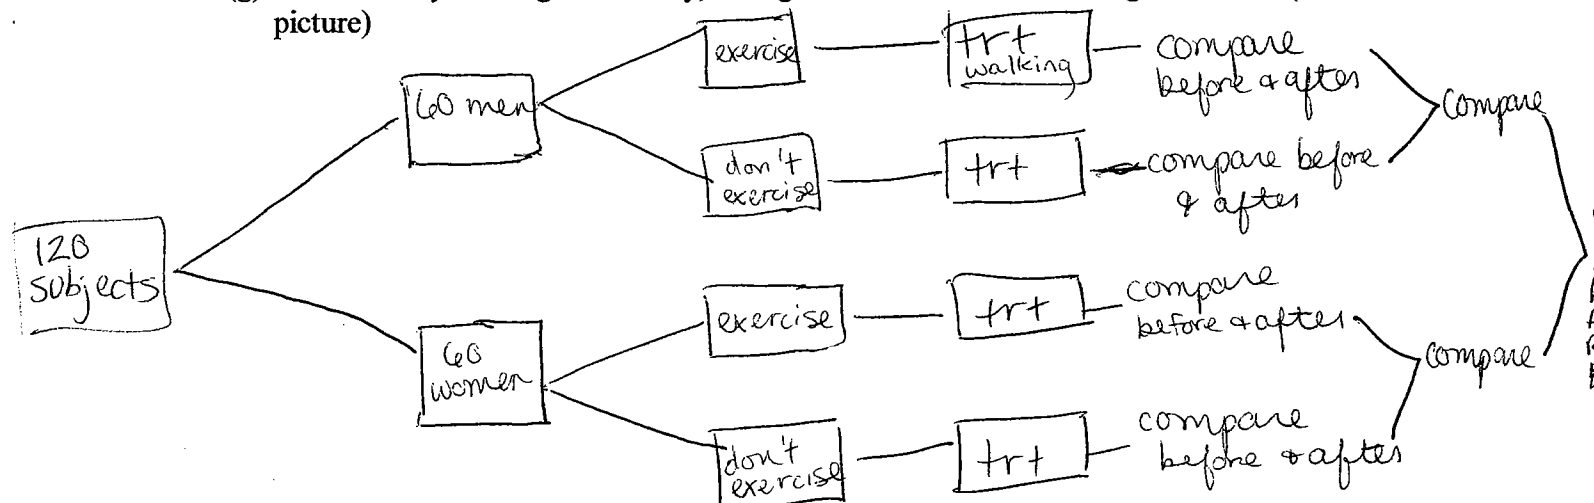 picture)
120
subjects
60 men
60
women
exercise
don't
exercise
exercise
don't
exercise
trt
walking
trt
trt
trt
compare
before & after
compare before
& after
compare
before & after
compare
before & after
compare
compare